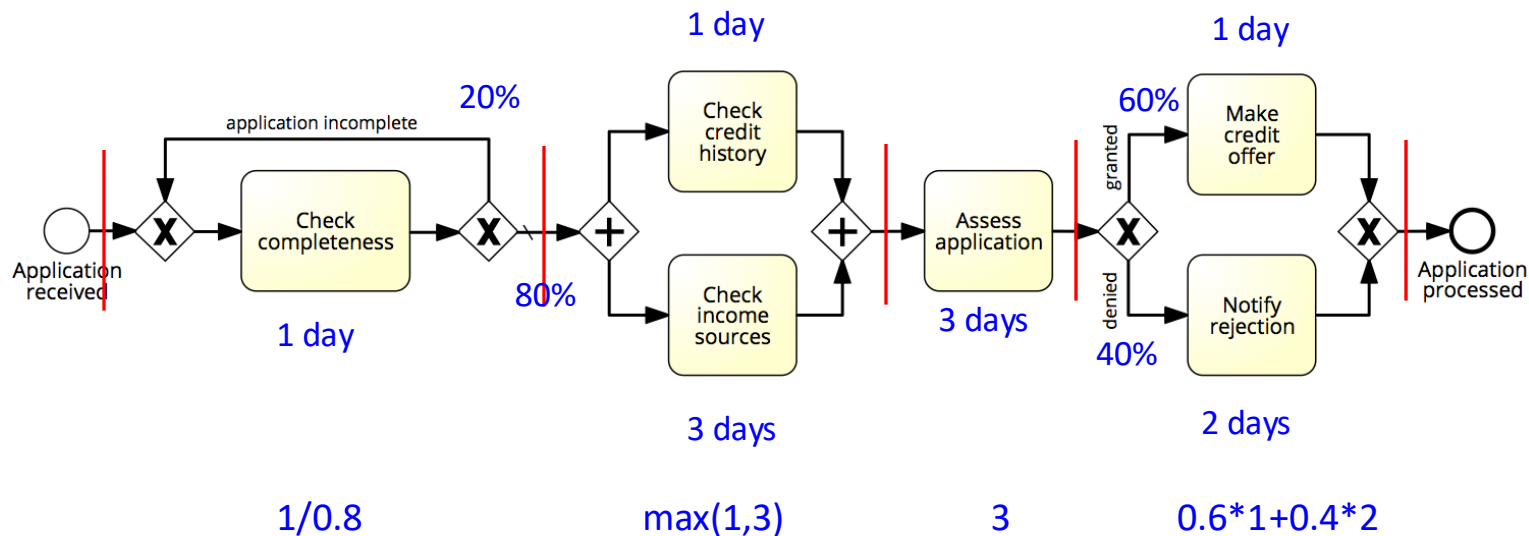 1 day
1 day
20%
60%
application incomplete
Check
credit
history
granted
Make
credit
offer
Application
received
X
Check
completeness
X
+
+
Assess
application
X
X
Application
processed
80%
1 day
Check
income
sources
3 days
denied
40%
Notify
rejection
3 days
2 days
1/0.8
max(1,3)
3
0.6*1+0.4*2